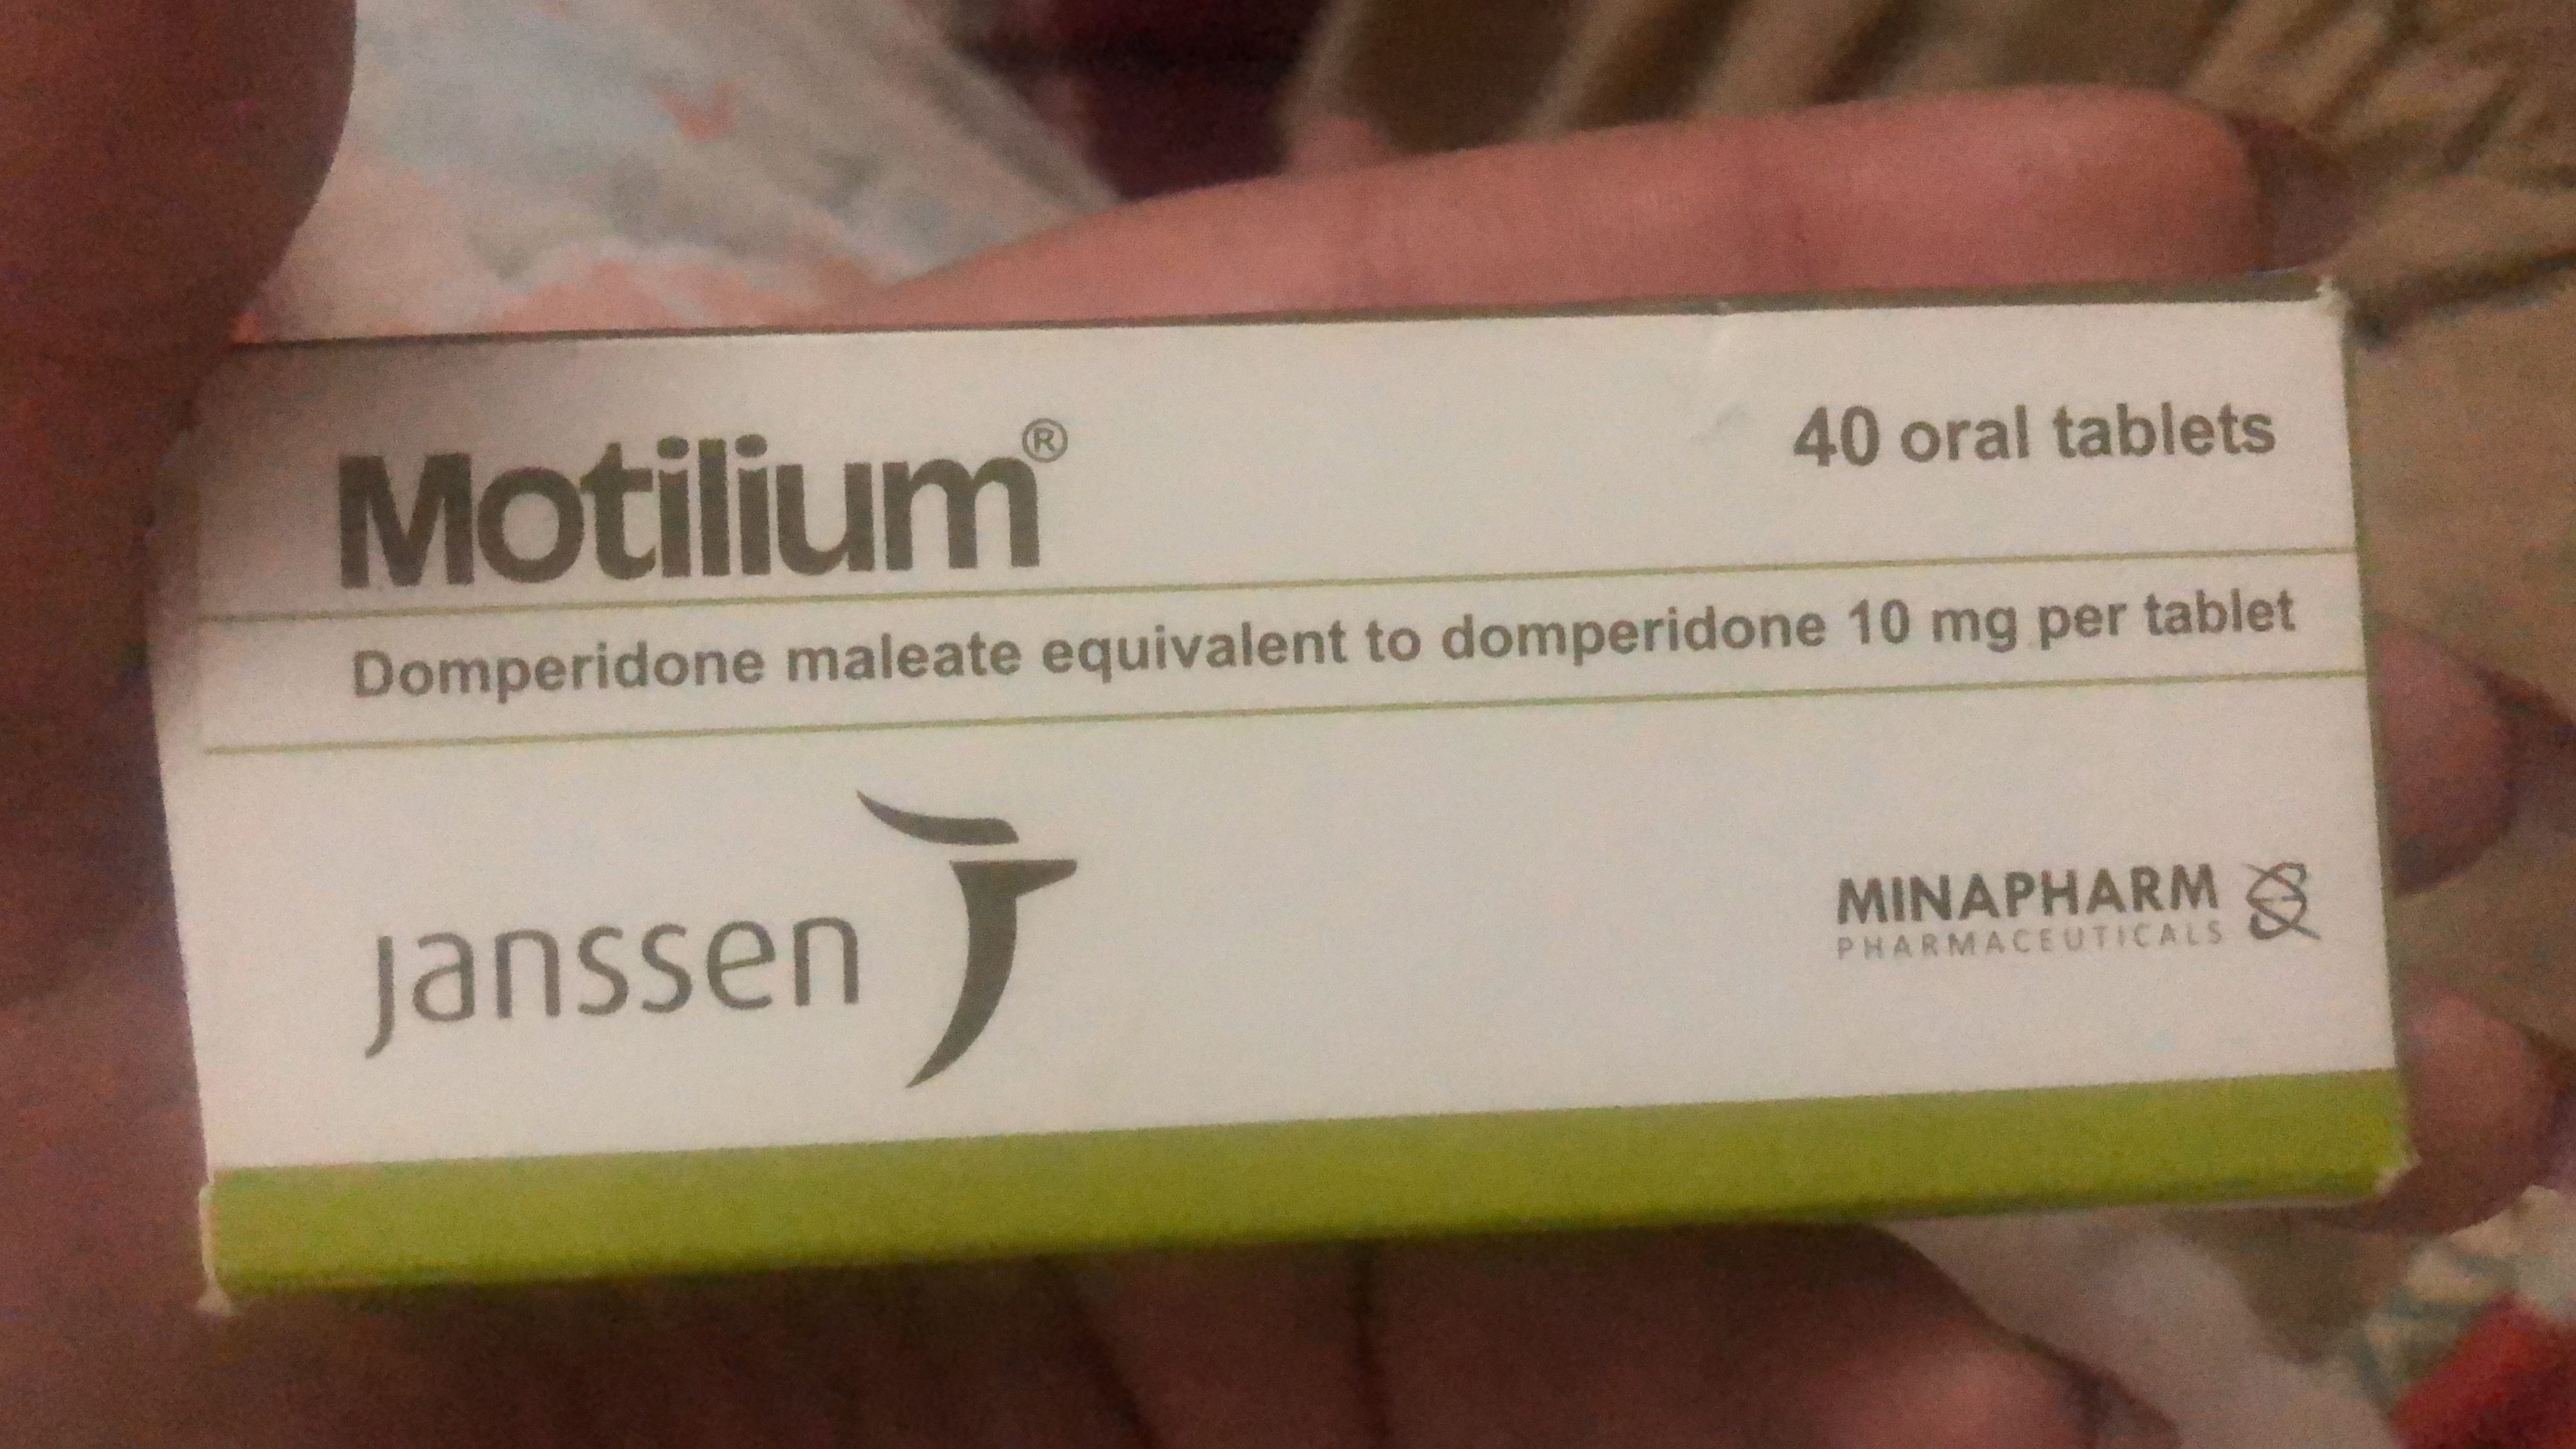 Motilium®
40 oral tablets
Domperidone maleate equivalent to domperidone 10 mg per tablet
janssen
MINAPHARM
PHARMACEUTICALS